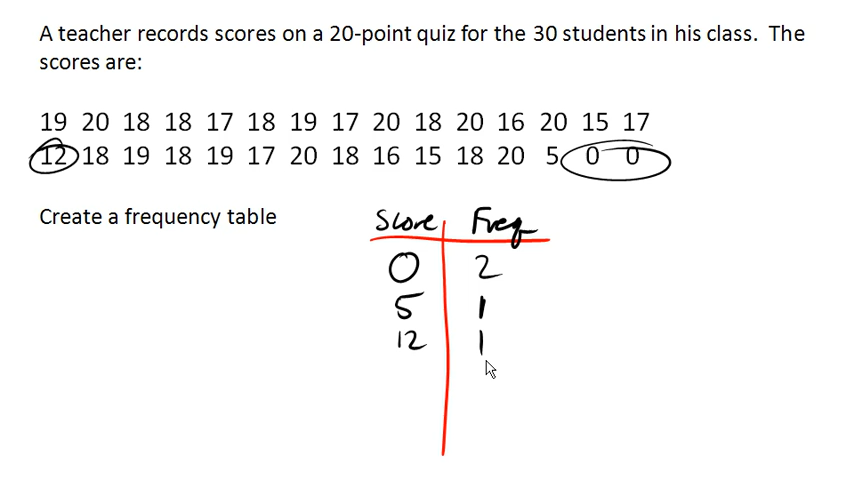 A teacher records scores on a 20-point quiz for the 30 students in his class. The
scores are:
19 20 18 18 17 18 19 17 20 18 20 16 20 15 17
12 18 19 18 19 17 20 18 16 15 18 20 5 0 0
Create a frequency table
Score Freq
0 2
5 1
12 1